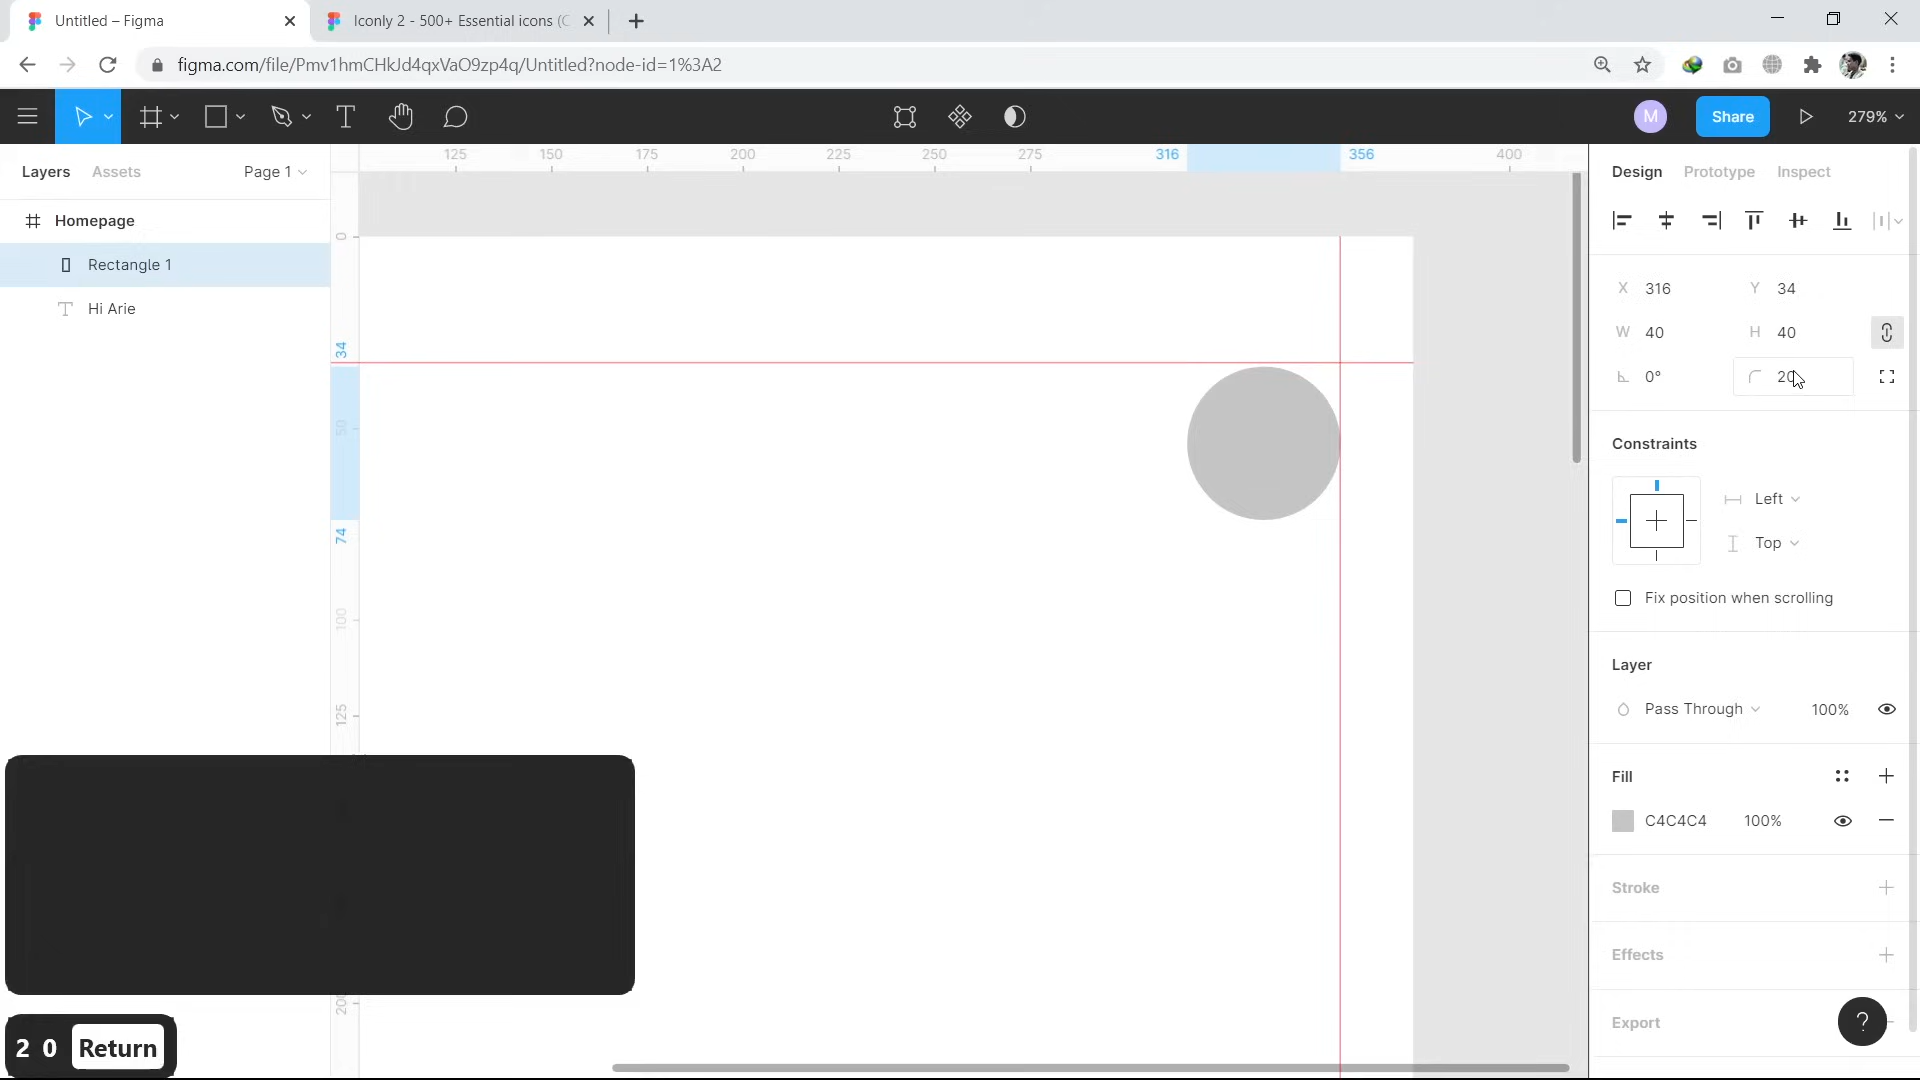 Untitled – Figma
Iconly 2 - 500+ Essential icons (C
figma.com/file/Pmv1hmCHkJd4qxVaO9zp4q/Untitled?node-id=1%3A2
M
Share
279%
Layers
Assets
Page 1
125 150 175 200 225 250 275 316 356 400
Design
Prototype
Inspect
Homepage
Rectangle 1
Hi Arie
0
34
50
74
100
125
200
X 316
Y 34
W 40
H 40
0°
20
Constraints
Left
Top
Fix position when scrolling
Layer
Pass Through
100%
Fill
C4C4C4 100%
Stroke
Effects
Export
?
2 0 Return